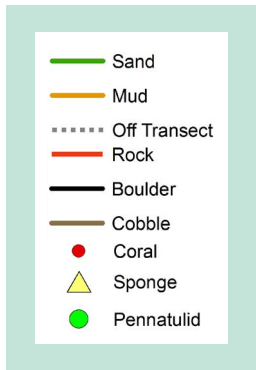 Sand
Mud
Off Transect
Rock
Boulder
Cobble
Coral
Sponge
Pennatulid